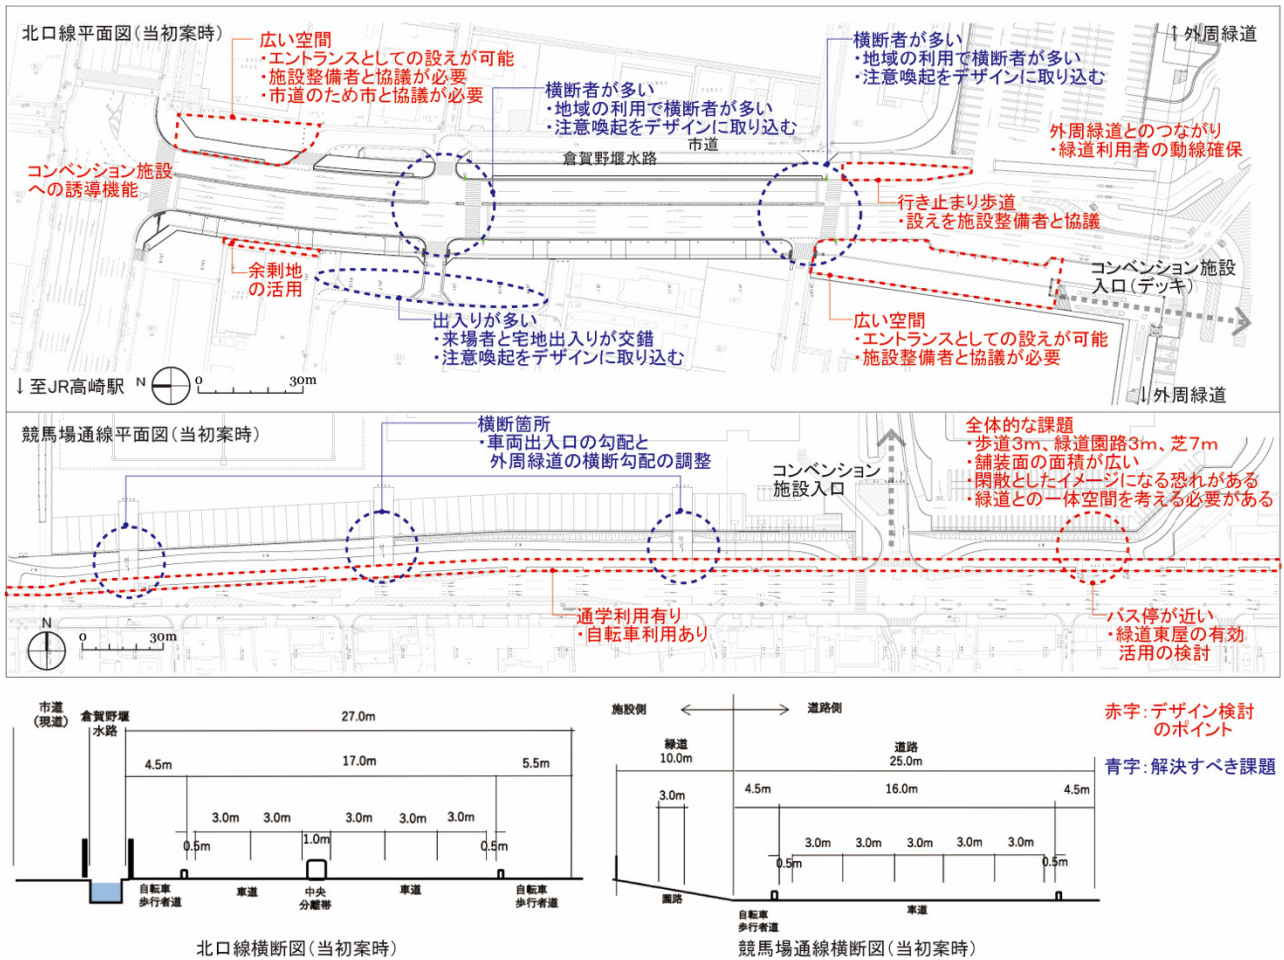 北口線平面図(当初案時)
広い空間
・エントランスとしての設えが可能
・施設整備者と協議が必要
・市道のため市と協議が必要
横断者が多い
・地域の利用で横断者が多い
・注意喚起をデザインに取り込む
横断者が多い
・地域の利用で横断者が多い
・注意喚起をデザインに取り込む
↑外周緑道
外周緑道とのつながり
・緑道利用者の動線確保
市道
倉賀野堰水路
コンベンション施設
への誘導機能
行き止まり歩道
・設えを施設整備者と協議
余剰地
の活用
コンベンション施設
入口(デッキ)
出入りが多い
・来場者と宅地出入りが交錯
・注意喚起をデザインに取り込む
広い空間
・エントランスとしての設えが可能
・施設整備者と協議が必要
↓至JR高崎駅
N
0
30m
↓外周緑道
競馬場通線平面図(当初案時)
横断箇所
・車両出入口の勾配と
外周緑道の横断勾配の調整
コンベンション
施設入口
全体的な課題
・歩道3m、緑道園路3m、芝7m
・舗装面の面積が広い
・閑散としたイメージになる恐れがある
・緑道との一体空間を考える必要がある
通学利用有り
・自転車利用あり
バス停が近い
・緑道東屋の有効
活用の検討
N
0
30m
市道
(現道)
倉賀野堰
水路
27.0m
4.5m
17.0m
5.5m
3.0m
3.0m
3.0m
3.0m
3.0m
0.5m
1.0m
0.5m
自転車
歩行者道
車道
中央
分離帯
車道
自転車
歩行者道
北口線横断図(当初案時)
施設側
道路側
緑道
10.0m
道路
25.0m
3.0m
4.5m
16.0m
4.5m
3.0m
3.0m
3.0m
3.0m
3.0m
0.5m
0.5m
園路
自転車
歩行者道
車道
競馬場通線横断図(当初案時)
赤字:デザイン検討
のポイント
青字:解決すべき課題